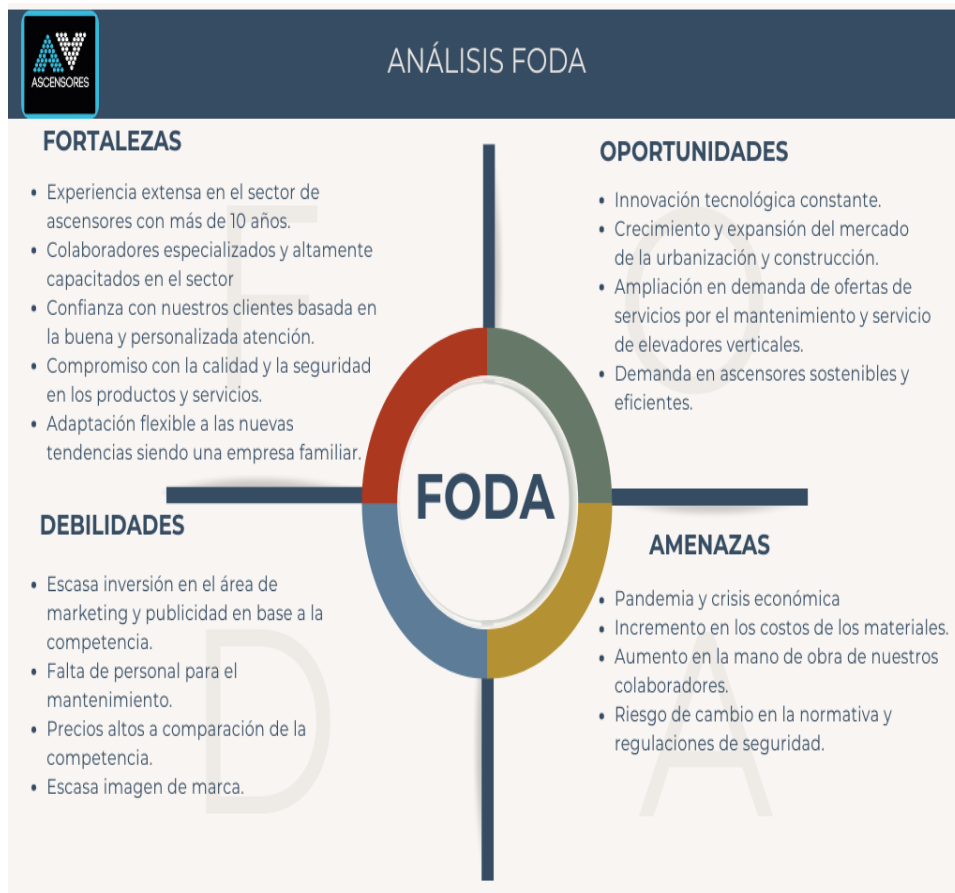 AV
ASCENSORES
ANÁLISIS FODA
FORTALEZAS
• Experiencia extensa en el sector de
ascensores con más de 10 años.
• Colaboradores especializados y altamente
capacitados en el sector
• Confianza con nuestros clientes basada en
la buena y personalizada atención.
• Compromiso con la calidad y la seguridad
en los productos y servicios.
• Adaptación flexible a las nuevas
tendencias siendo una empresa familiar.
F
OPORTUNIDADES
• Innovación tecnológica constante.
• Crecimiento y expansión del mercado
de la urbanización y construcción.
• Ampliación en demanda de ofertas de
servicios por el mantenimiento y servicio
de elevadores verticales.
• Demanda en ascensores sostenibles y
eficientes.
O
FODA
DEBILIDADES
• Escasa inversión en el área de
marketing y publicidad en base a la
competencia.
• Falta de personal para el
mantenimiento.
• Precios altos a comparación de la
competencia.
• Escasa imagen de marca.
D
AMENAZAS
• Pandemia y crisis económica
• Incremento en los costos de los materiales.
• Aumento en la mano de obra de nuestros
colaboradores.
• Riesgo de cambio en la normativa y
regulaciones de seguridad.
A